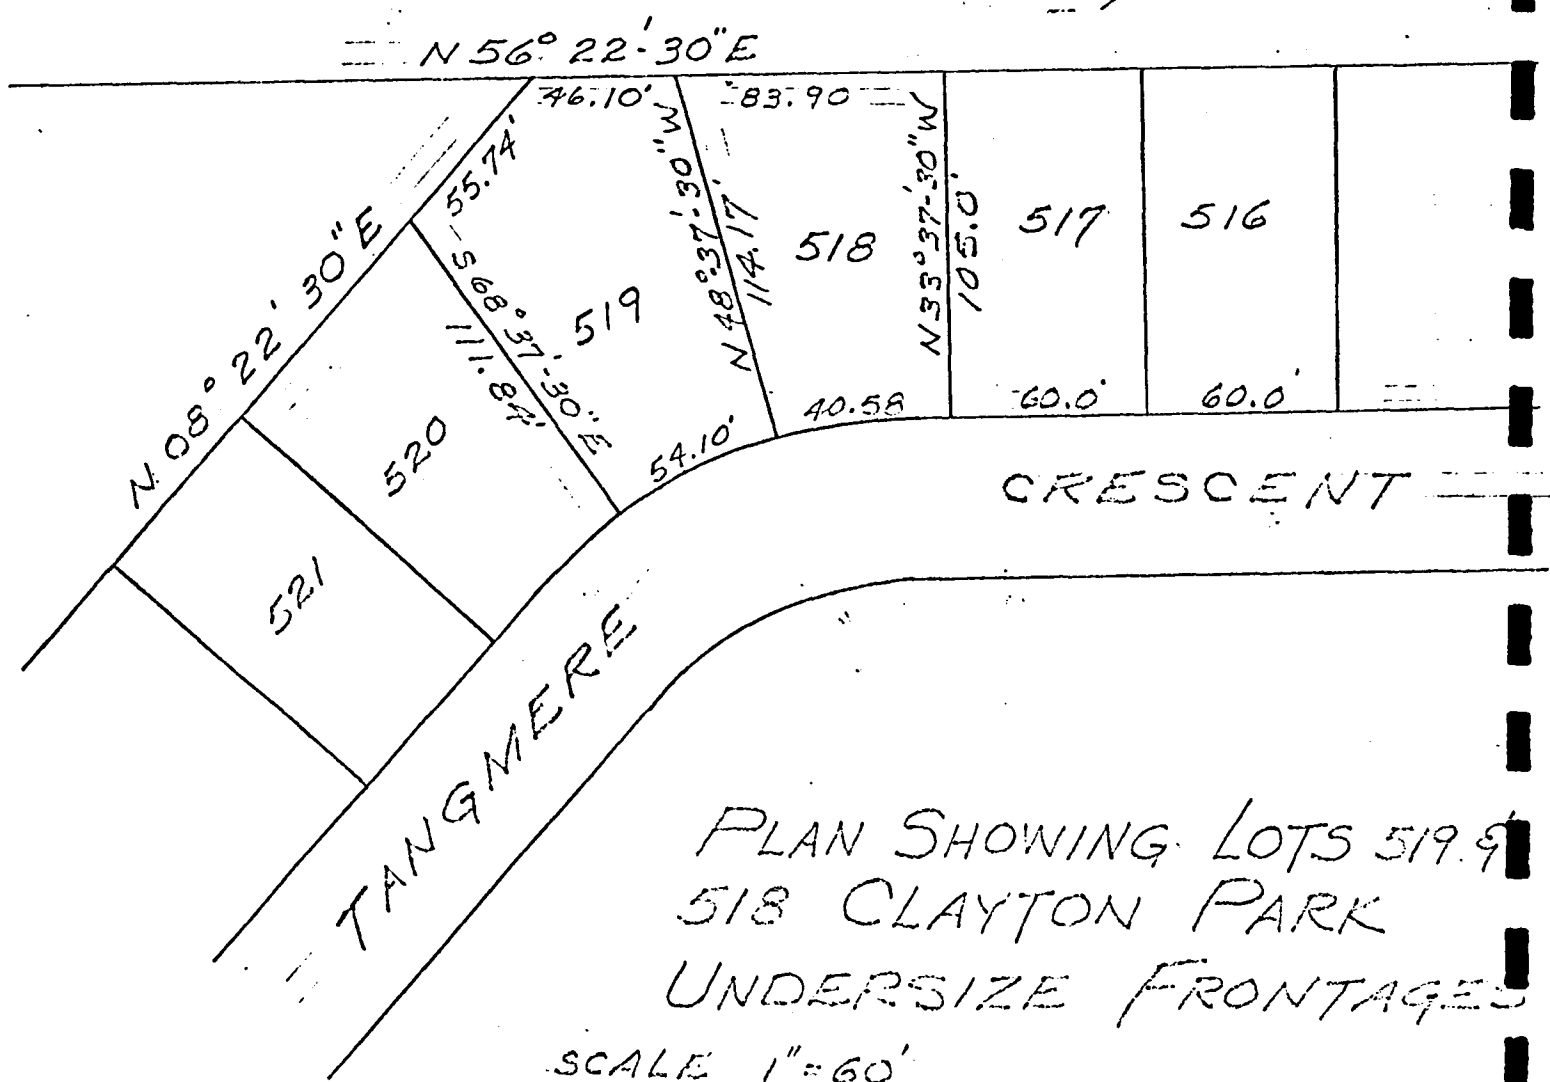 N 56° 22'-30" E
46.10'
83.90
55.74'
N 08° 22' 30" E
S 68° 37'-30" E
111.84'
519
N 48° 37'-30" W
114.17'
518
N 33° 37'-30" W
105.0'
517
516
54.10'
40.58
60.0'
60.0'
520
521
TANGMERE
CRESCENT
PLAN SHOWING LOTS 519 &
518 CLAYTON PARK
UNDERSIZE FRONTAGES
SCALE 1" = 60'